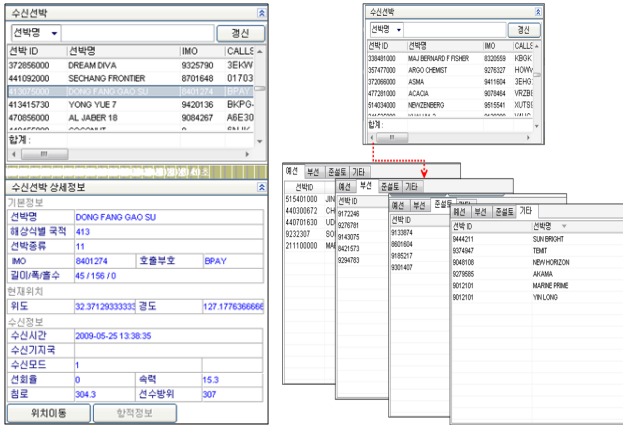 수신선박
선박명
갱신
선박 ID 선박명 IMO CALLS
372856000 DREAM DIVA 9325790 3EKW
441092000 SECHANG FRONTIER 8701648 01703
413075000 DONG FANG GAO SU 8401274 BPAY
413415730 YONG YUE 7 9420136 BKPG-
470856000 AL JABER 18 9084267 A6E30
합계 :
수신선박 상세정보
기본정보
선박명 DONG FANG GAO SU
해상식별 국적 413
선박종류 11
IMO 8401274 호출부호 BPAY
길이/폭/흘수 45 / 156 / 0
현재위치
위도 32.37129333333 경도 127.1776366666
수신정보
수신시간 2009-05-25 13:38:35
수신기지국
수신모드 1
선회율 0 속력 15.3
침로 304.3 선수방위 307
위치이동 항적정보
수신선박
선박명
갱신
선박 ID 선박명 IMO CALLS
338481000 MAJ BERNARD F FISHER 8320559 KBGK
357477000 ARGO CHEMIST 9276327 HOWV
372066000 ASMA 9411604 3EHG
477281000 ACACIA 9078464 VRZBE
514034000 NEWZENBERG 9515541 XUTS
합계 :
예선 부선 준설토 기타
선박ID
515401000 JIN
440300672 CH
440701630 UD
9232307 SO
211100000 MA
예선 부선 준설토 기타
선박 ID
9172246
9276781
9143075
8421573
9294783
예선 부선 준설토
선박 ID
9133874
8601604
9185217
9301407
예선 부선 준설토 기타
선박 ID 선박명
9444211 SUN BRIGHT
9374947 TEMIT
9048108 NEW HORIZON
9279585 AKAMA
9012101 MARINE PRIME
9012101 YIN LONG